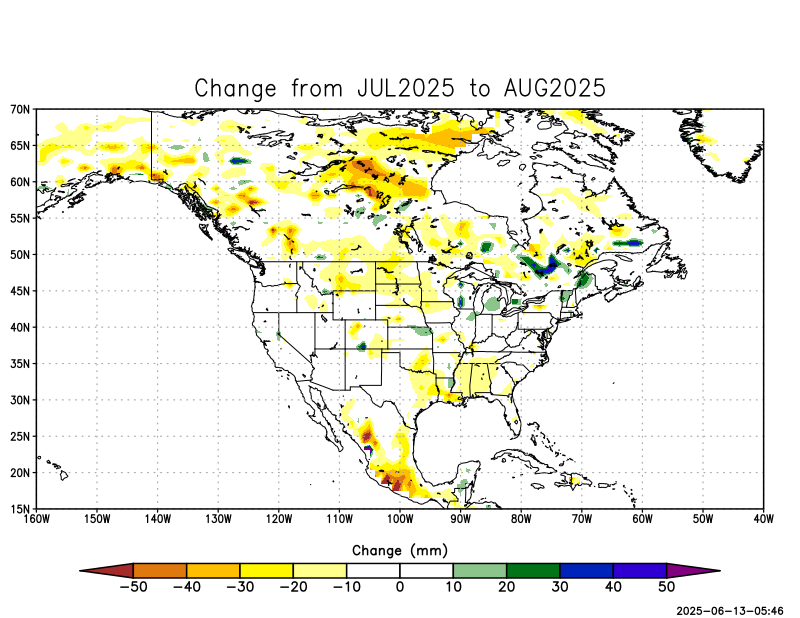 Change from JUL2025 to AUG2025
70N
65N
60N
55N
50N
45N
40N
35N
30N
25N
20N
15N
160W 150W 140W 130W 120W 110W 100W 90W 80W 70W 60W 50W 40W
Change (mm)
−50 −40 −30 −20 −10 0 10 20 30 40 50
2025-06-13-05:46